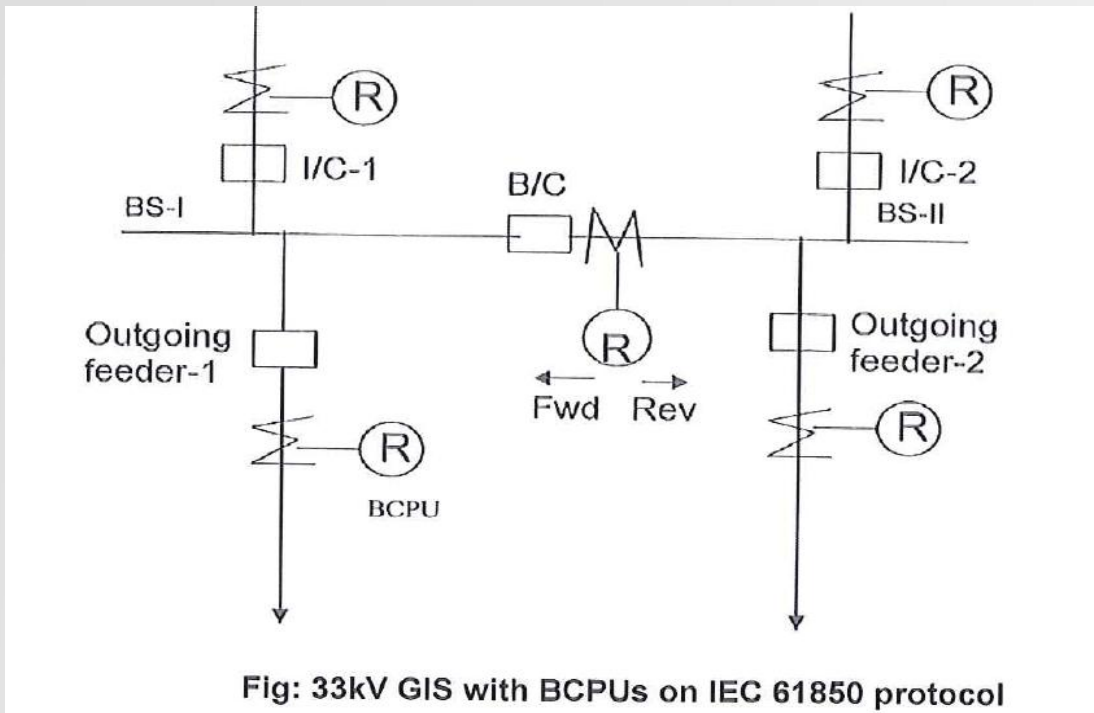 R
R
I/C-1
B/C
I/C-2
BS-I
BS-II
R
Outgoing
feeder-1
Outgoing
feeder-2
Fwd Rev
R
R
BCPU
Fig: 33kV GIS with BCPUs on IEC 61850 protocol